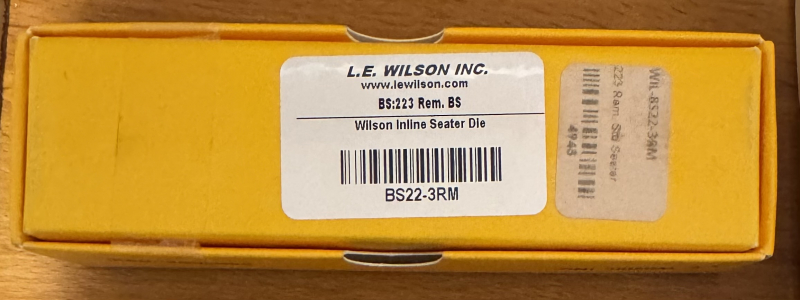 L.E. WILSON INC.
www.lewilson.com
BS:223 Rem. BS
Wilson Inline Seater Die
BS22-3RM
WIL-BS22-3RM
223 Rem. Std Seater
4943